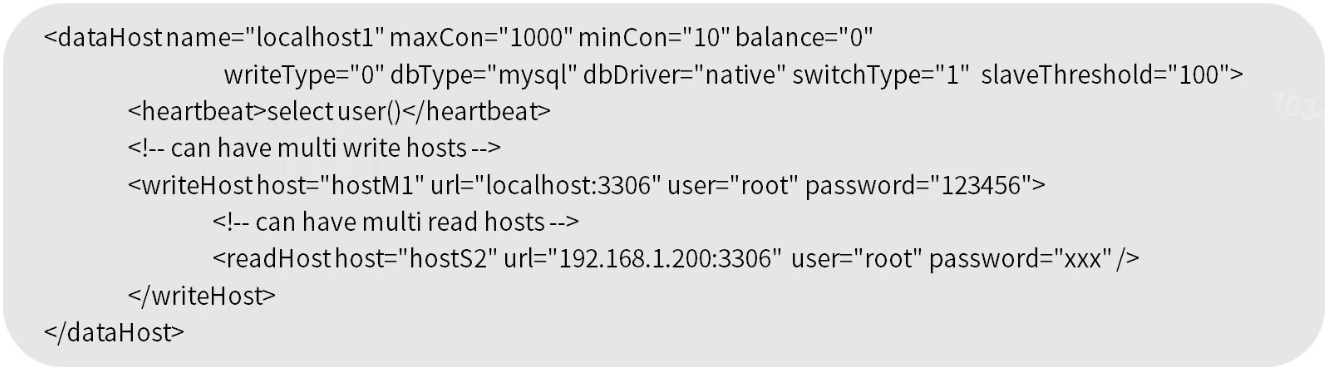 <dataHost name="localhost1" maxCon="1000" minCon="10" balance="0"
writeType="0" dbType="mysql" dbDriver="native" switchType="1" slaveThreshold="100">
<heartbeat>select user()</heartbeat>
<!-- can have multi write hosts -->
<writeHost host="hostM1" url="localhost:3306" user="root" password="123456">
<!-- can have multi read hosts -->
<readHost host="hostS2" url="192.168.1.200:3306" user="root" password="xxx" />
</writeHost>
</dataHost>